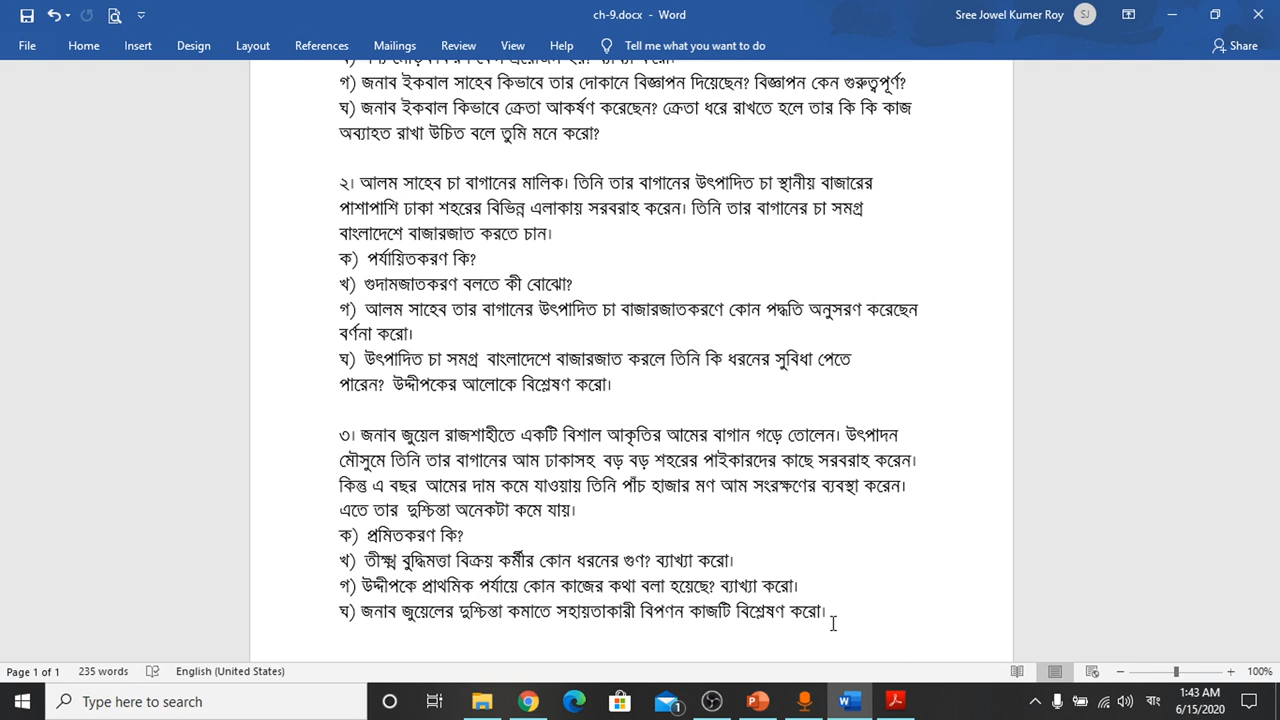 ch-9.docx - Word
Sree Jowel Kumer Roy SJ
File Home Insert Design Layout References Mailings Review View Help Tell me what you want to do Share
গ) জনাব ইকবাল সাহেব কিভাবে তার দোকানে বিজ্ঞাপন দিয়েছেন? বিজ্ঞাপন কেন গুরুত্বপূর্ণ?
ঘ) জনাব ইকবাল কিভাবে ক্রেতা আকর্ষণ করেছেন? ক্রেতা ধরে রাখতে হলে তার কি কি কাজ
অব্যাহত রাখা উচিত বলে তুমি মনে করো?
২। আলম সাহেব চা বাগানের মালিক। তিনি তার বাগানের উৎপাদিত চা স্থানীয় বাজারের
পাশাপাশি ঢাকা শহরের বিভিন্ন এলাকায় সরবরাহ করেন। তিনি তার বাগানের চা সমগ্র
বাংলাদেশে বাজারজাত করতে চান।
ক) পর্যায়িতকরণ কি?
খ) গুদামজাতকরণ বলতে কী বোঝো?
গ) আলম সাহেব তার বাগানের উৎপাদিত চা বাজারজাতকরণে কোন পদ্ধতি অনুসরণ করেছেন
বর্ণনা করো।
ঘ) উৎপাদিত চা সমগ্র বাংলাদেশে বাজারজাত করলে তিনি কি ধরনের সুবিধা পেতে
পারেন? উদ্দীপকের আলোকে বিশ্লেষণ করো।
৩। জনাব জুয়েল রাজশাহীতে একটি বিশাল আকৃতির আমের বাগান গড়ে তোলেন। উৎপাদন
মৌসুমে তিনি তার বাগানের আম ঢাকাসহ বড় বড় শহরের পাইকারদের কাছে সরবরাহ করেন।
কিন্তু এ বছর আমের দাম কমে যাওয়ায় তিনি পাঁচ হাজার মণ আম সংরক্ষণের ব্যবস্থা করেন।
এতে তার দুশ্চিন্তা অনেকটা কমে যায়।
ক) প্রমিতকরণ কি?
খ) তীক্ষ্ণ বুদ্ধিমত্তা বিক্রয় কর্মীর কোন ধরনের গুণ? ব্যাখ্যা করো।
গ) উদ্দীপকে প্রাথমিক পর্যায়ে কোন কাজের কথা বলা হয়েছে? ব্যাখ্যা করো।
ঘ) জনাব জুয়েলের দুশ্চিন্তা কমাতে সহায়তাকারী বিপণন কাজটি বিশ্লেষণ করো।
Page 1 of 1 235 words English (United States) 100%
Type here to search
1 বাং 1:43 AM
6/15/2020